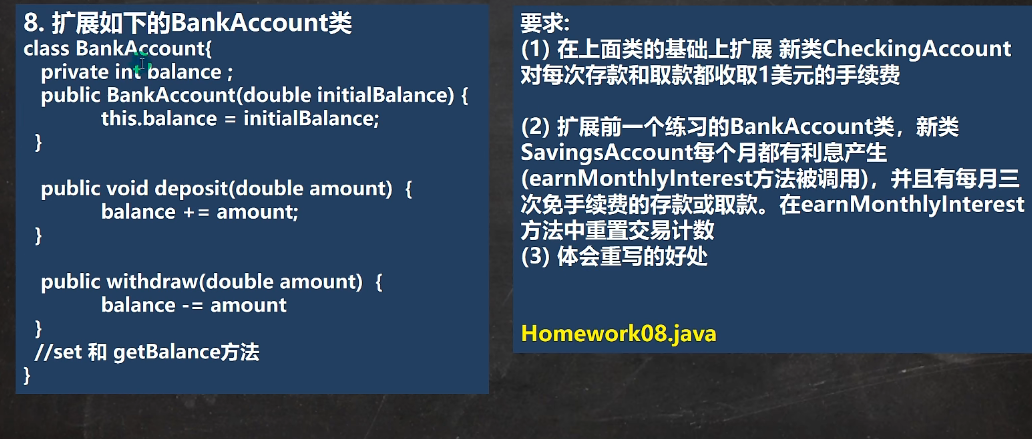 8. 扩展如下的BankAccount类
class BankAccount{
private int balance ;
public BankAccount(double initialBalance) {
this.balance = initialBalance;
}
public void deposit(double amount) {
balance += amount;
}
public withdraw(double amount) {
balance -= amount
}
//set 和 getBalance方法
}
要求:
(1) 在上面类的基础上扩展 新类CheckingAccount
对每次存款和取款都收取1美元的手续费
(2) 扩展前一个练习的BankAccount类，新类
SavingsAccount每个月都有利息产生
(earnMonthlyInterest方法被调用)，并且有每月三
次免手续费的存款或取款。在earnMonthlyInterest
方法中重置交易计数
(3) 体会重写的好处
Homework08.java